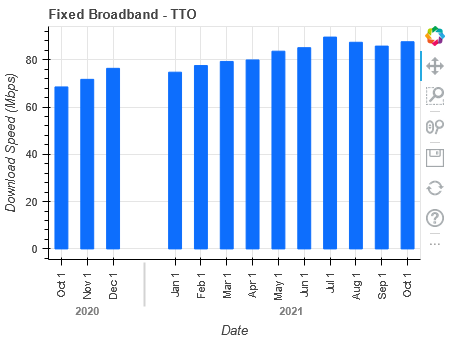 Fixed Broadband - TTO
Download Speed (Mbps)
80
60
40
20
0
Oct 1
Nov 1
Dec 1
Jan 1
Feb 1
Mar 1
Apr 1
May 1
Jun 1
Jul 1
Aug 1
Sep 1
Oct 1
2020
2021
Date